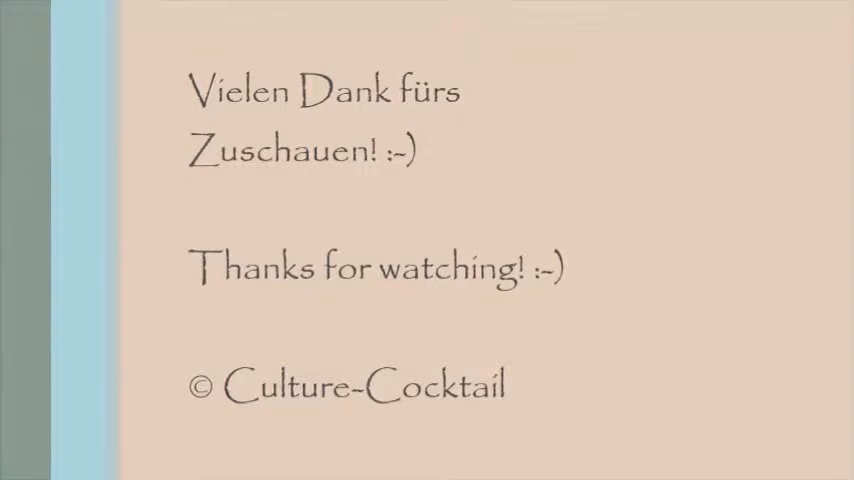 Vielen Dank fürs
Zuschauen! :-)
Thanks for watching! :-)
© Culture-Cocktail